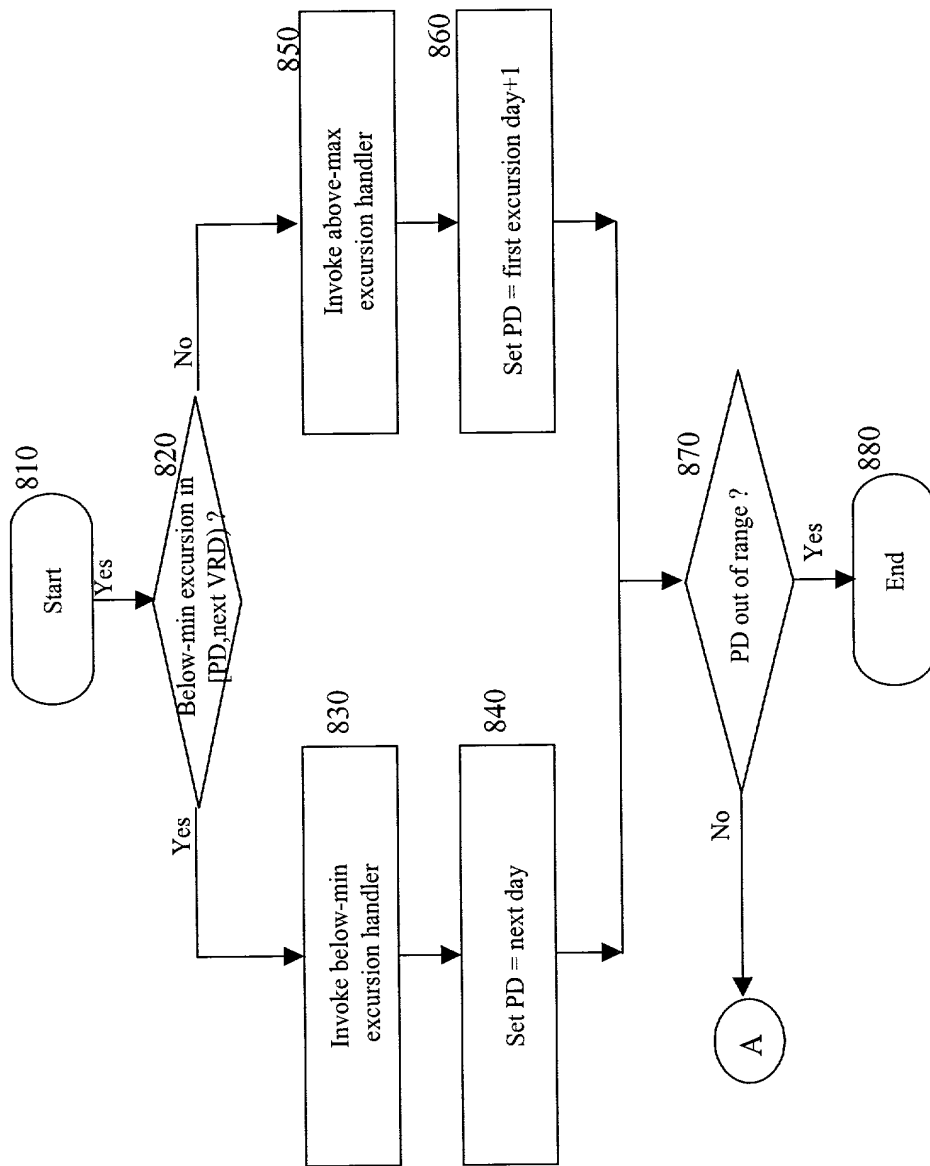 810
Start
Yes
820
Below-min excursion in
[PD,next VRD) ?
Yes
No
830
Invoke below-min
excursion handler
850
Invoke above-max
excursion handler
840
Set PD = next day
860
Set PD = first excursion day+1
870
PD out of range ?
No
Yes
A
880
End